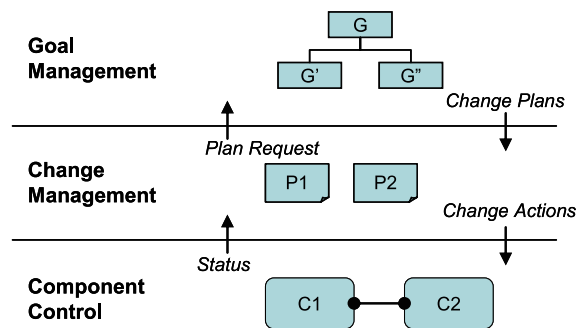 G
Goal
Management
G’
G”
Change Plans
Plan Request
Change
Management
P1
P2
Change Actions
Status
Component
Control
C1
C2